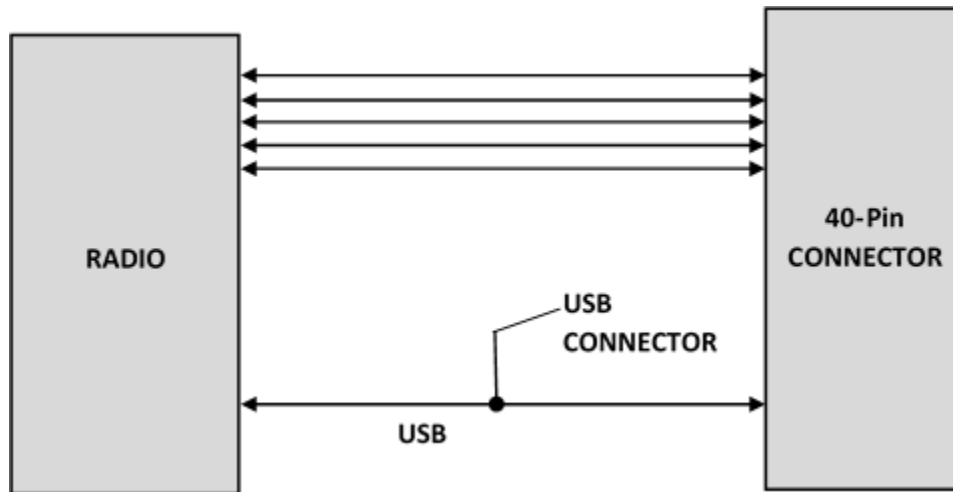 RADIO
40-Pin
CONNECTOR
USB
CONNECTOR
USB